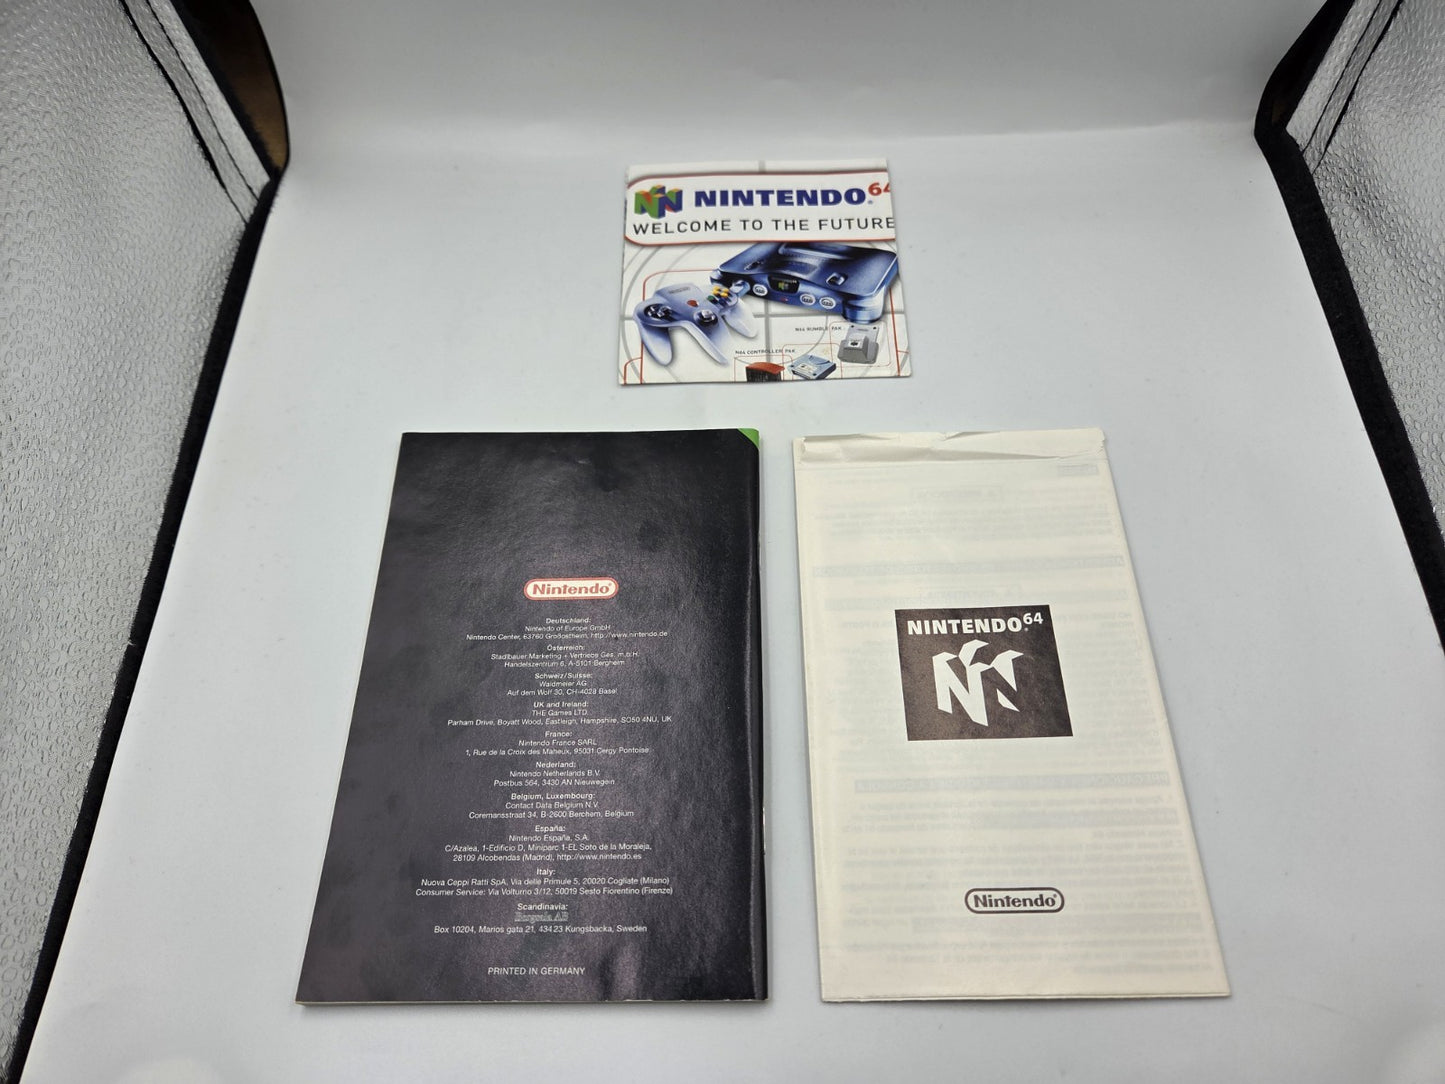 NINTENDO 64
WELCOME TO THE FUTURE
N64 RUMBLE PAK
N64 CONTROLLER PAK
Nintendo
Deutschland:
Nintendo of Europe GmbH
Nintendo Center, 63760 Großostheim, http://www.nintendo.de
Österreich:
Stadlbauer Marketing + Vertriebs Ges. m.b.H.
Handelszentrum 6, A-5101 Bergheim
Schweiz/Suisse:
Waldmeier AG
Auf dem Wolf 30, CH-4028 Basel
UK and Ireland:
THE Games LTD.
Parham Drive, Boyatt Wood, Eastleigh, Hampshire, SO50 4NU, UK
France:
Nintendo France SARL
1, Rue de la Croix des Maheux, 95031 Cergy Pontoise
Nederland:
Nintendo Netherlands B.V.
Postbus 564, 3430 AN Nieuwegein
Belgium, Luxembourg:
Contact Data Belgium N.V.
Coremansstraat 34, B-2600 Berchem, Belgium
España:
Nintendo España, S.A.
C/Azalea, 1-Edificio D, Miniparc 1-EL Soto de la Moraleja,
28109 Alcobendas (Madrid), http://www.nintendo.es
Italy:
Nuova Ceppi Ratti SpA, Via delle Primule 5, 20020 Cogliate (Milano)
Consumer Service: Via Volturno 3/12, 50019 Sesto Fiorentino (Firenze)
Scandinavia:
Bergsala AB
Box 10204, Marios gata 21, 43423 Kungsbacka, Sweden
PRINTED IN GERMANY
NINTENDO 64
Nintendo